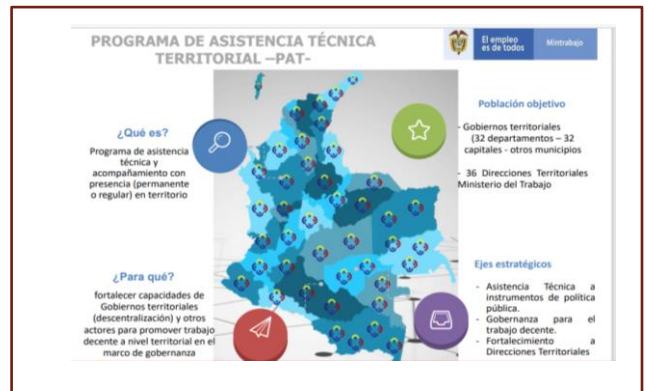 PROGRAMA DE ASISTENCIA TÉCNICA
TERRITORIAL –PAT-
El empleo
es de todos
Mintrabajo
¿Qué es?
Programa de asistencia
técnica y
acompañamiento con
presencia (permanente
o regular) en territorio
¿Para qué?
fortalecer capacidades de
Gobiernos territoriales
(descentralización) y otros
actores para promover trabajo
decente a nivel territorial en el
marco de gobernanza
Población objetivo
- Gobiernos territoriales
(32 departamentos – 32
capitales - otros municipios
- 36 Direcciones Territoriales
Ministerio del Trabajo
Ejes estratégicos
- Asistencia Técnica a
instrumentos de política
pública.
- Gobernanza para el
trabajo decente.
- Fortalecimiento a
Direcciones Territoriales